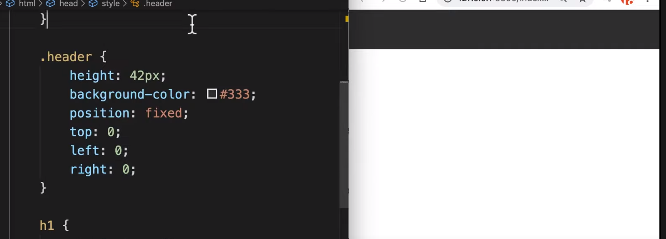 html > head > style > .header
}
.header {
height: 42px;
background-color: #333;
position: fixed;
top: 0;
left: 0;
right: 0;
}
h1 {